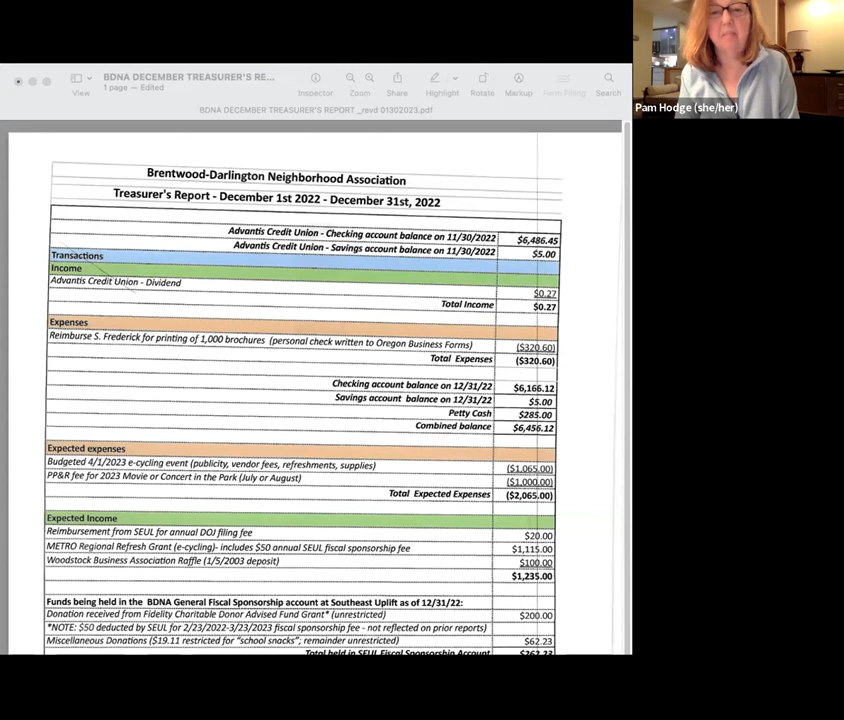 BDNA DECEMBER TREASURER'S RE...
1 page — Edited
View
Inspector
Zoom
Share
Highlight
Rotate
Markup
Form Filling
Search
BDNA DECEMBER TREASURER'S REPORT _revd 01302023.pdf
Pam Hodge (she/her)
Brentwood-Darlington Neighborhood Association
Treasurer's Report - December 1st 2022 - December 31st, 2022
Advantis Credit Union - Checking account balance on 11/30/2022 $6,486.45
Advantis Credit Union - Savings account balance on 11/30/2022 $5.00
Transactions
Income
Advantis Credit Union - Dividend $0.27
Total Income $0.27
Expenses
Reimburse S. Frederick for printing of 1,000 brochures (personal check written to Oregon Business Forms) ($320.60)
Total Expenses ($320.60)
Checking account balance on 12/31/22 $6,166.12
Savings account balance on 12/31/22 $5.00
Petty Cash $285.00
Combined balance $6,456.12
Expected expenses
Budgeted 4/1/2023 e-cycling event (publicity, vendor fees, refreshments, supplies) ($1,065.00)
PP&R fee for 2023 Movie or Concert in the Park (July or August) ($1,000.00)
Total Expected Expenses ($2,065.00)
Expected Income
Reimbursement from SEUL for annual DOJ filing fee $20.00
METRO Regional Refresh Grant (e-cycling)- includes $50 annual SEUL fiscal sponsorship fee $1,115.00
Woodstock Business Association Raffle (1/5/2003 deposit) $100.00
$1,235.00
Funds being held in the BDNA General Fiscal Sponsorship account at Southeast Uplift as of 12/31/22:
Donation received from Fidelity Charitable Donor Advised Fund Grant* (unrestricted) $200.00
*NOTE: $50 deducted by SEUL for 2/23/2022-3/23/2023 fiscal sponsorship fee - not reflected on prior reports)
Miscellaneous Donations ($19.11 restricted for "school snacks"; remainder unrestricted) $62.23
Total held in SEUL Fiscal Sponsorship Account $262.23